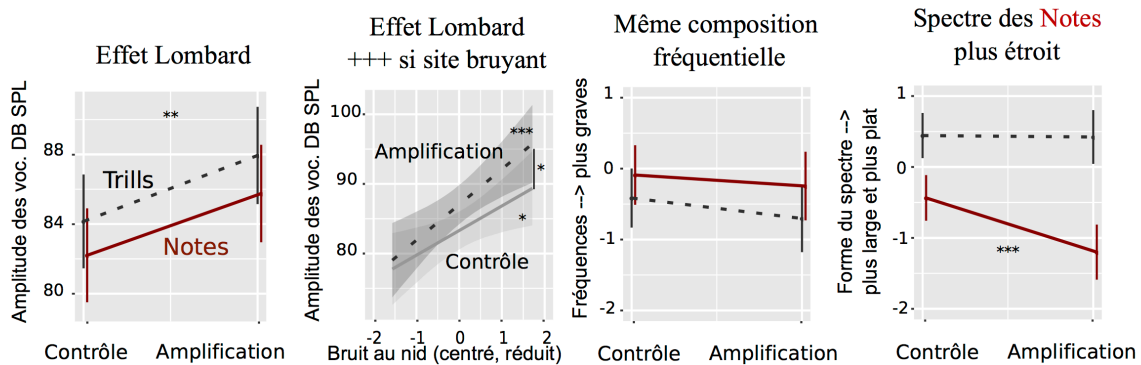 Effet Lombard
Amplitude des voc. DB SPL
88
84
80
**
Trills
Notes
Contrôle Amplification
Effet Lombard
+++ si site bruyant
Amplitude des voc. DB SPL
100
90
80
***
Amplification
*
*
Contrôle
-2 -1 0 1 2
Bruit au nid (centré, réduit)
Même composition
fréquentielle
Fréquences --> plus graves
1
0
-1
-2
Contrôle Amplification
Spectre des Notes
plus étroit
Forme du spectre -->
plus large et plus plat
1
0
-1
-2
***
Contrôle Amplification